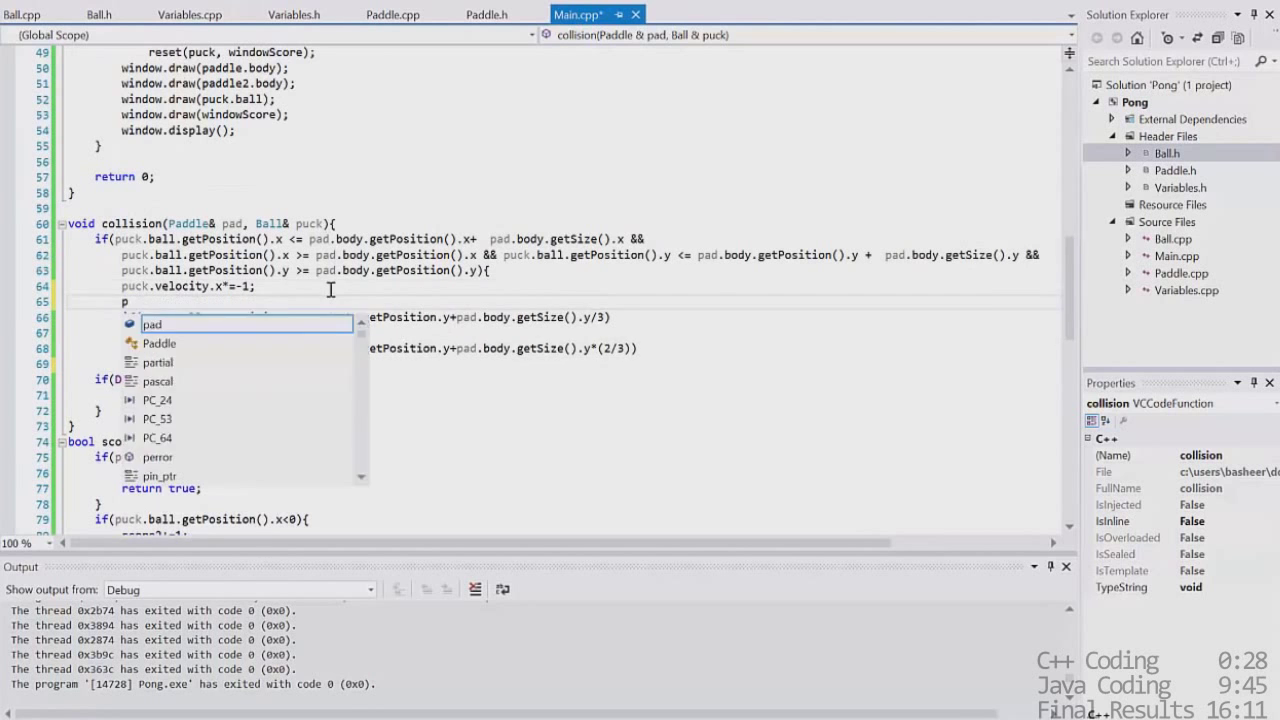 Ball.cpp Ball.h Variables.cpp Variables.h Paddle.cpp Paddle.h Main.cpp*
(Global Scope) collision(Paddle & pad, Ball & puck)
49 reset(puck, windowScore);
50 window.draw(paddle.body);
51 window.draw(paddle2.body);
52 window.draw(puck.ball);
53 window.draw(windowScore);
54 window.display();
55 }
56
57 return 0;
58 }
59
60 void collision(Paddle& pad, Ball& puck){
61 if(puck.ball.getPosition().x <= pad.body.getPosition().x+ pad.body.getSize().x &&
62 puck.ball.getPosition().x >= pad.body.getPosition().x && puck.ball.getPosition().y <= pad.body.getPosition().y + pad.body.getSize().y &&
63 puck.ball.getPosition().y >= pad.body.getPosition().y){
64 puck.velocity.x*=-1;
65 p
66 etPosition.y+pad.body.getSize().y/3)
67
68 etPosition.y+pad.body.getSize().y*(2/3))
69
70 if(D
71
72 }
73 }
74 bool sco
75 if(p
76
77 return true;
78 }
79 if(puck.ball.getPosition().x<0){
pad
Paddle
partial
pascal
PC_24
PC_53
PC_64
perror
pin_ptr
100 %
Output
Show output from: Debug
The thread 0x2b74 has exited with code 0 (0x0).
The thread 0x3894 has exited with code 0 (0x0).
The thread 0x2874 has exited with code 0 (0x0).
The thread 0x3b9c has exited with code 0 (0x0).
The thread 0x363c has exited with code 0 (0x0).
The program '[14728] Pong.exe' has exited with code 0 (0x0).
Solution Explorer
Search Solution Explorer (Ctrl+;)
Solution 'Pong' (1 project)
Pong
External Dependencies
Header Files
Ball.h
Paddle.h
Variables.h
Resource Files
Source Files
Ball.cpp
Main.cpp
Paddle.cpp
Variables.cpp
Properties
collision VCCodeFunction
C++
(Name) collision
File c:\users\basheer\do
FullName collision
IsInjected False
IsInline False
IsOverloaded False
IsSealed False
IsTemplate False
TypeString void
C++ Coding 0:28
Java Coding 9:45
Final Results 16:11
C++